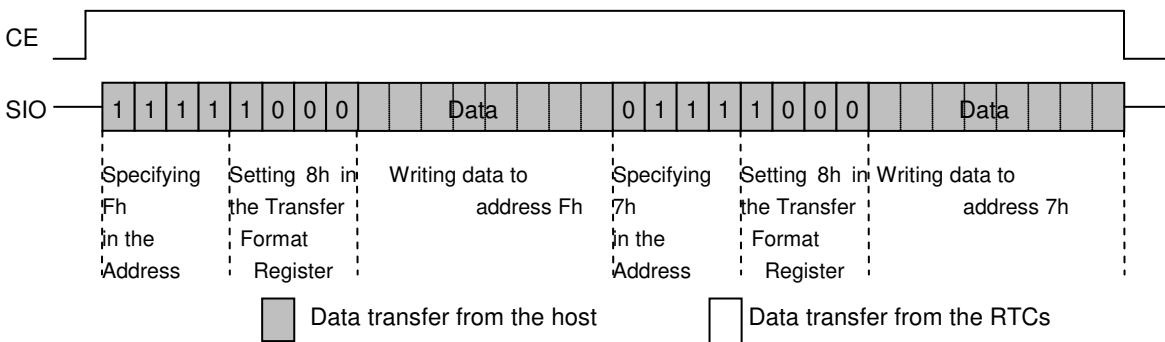 CE
SIO 1 1 1 1 1 0 0 0 Data 0 1 1 1 1 0 0 0 Data
Specifying Setting 8h in Writing data to Specifying Setting 8h in Writing data to
Fh the Transfer address Fh 7h the Transfer address 7h
in the Format in the Format
Address Register Address Register
Data transfer from the host Data transfer from the RTCs